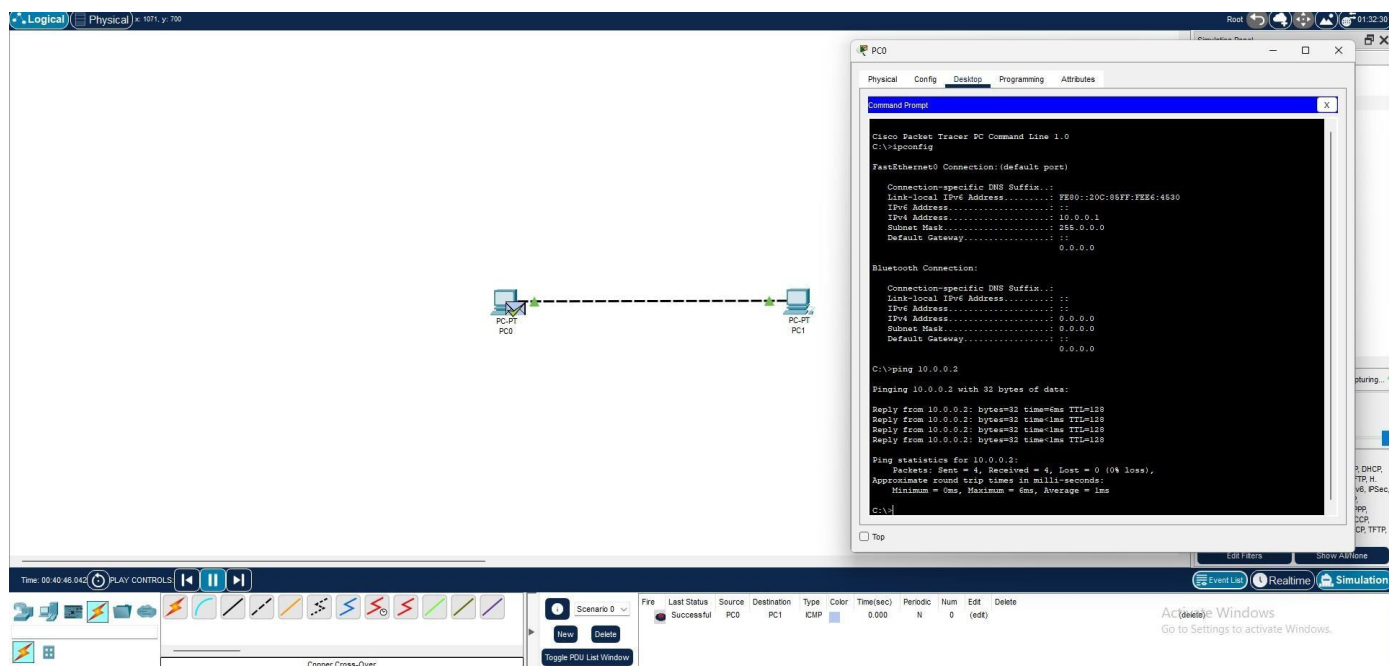 Logical Physical x: 1071, y: 700 Root 01:32:30
PC0
Physical Config Desktop Programming Attributes
Command Prompt X
Cisco Packet Tracer PC Command Line 1.0
C:\>ipconfig
FastEthernet0 Connection:(default port)
Connection-specific DNS Suffix..:
Link-local IPv6 Address.........: FE80::20C:85FF:FEE6:4530
IPv6 Address....................: ::
IPv4 Address....................: 10.0.0.1
Subnet Mask.....................: 255.0.0.0
Default Gateway.................: ::
0.0.0.0
Bluetooth Connection:
Connection-specific DNS Suffix..:
Link-local IPv6 Address.........: ::
IPv6 Address....................: ::
IPv4 Address....................: 0.0.0.0
Subnet Mask.....................: 0.0.0.0
Default Gateway.................: ::
0.0.0.0
C:\>ping 10.0.0.2
Pinging 10.0.0.2 with 32 bytes of data:
Reply from 10.0.0.2: bytes=32 time=6ms TTL=128
Reply from 10.0.0.2: bytes=32 time<1ms TTL=128
Reply from 10.0.0.2: bytes=32 time<1ms TTL=128
Reply from 10.0.0.2: bytes=32 time<1ms TTL=128
Ping statistics for 10.0.0.2:
Packets: Sent = 4, Received = 4, Lost = 0 (0% loss),
Approximate round trip times in milli-seconds:
Minimum = 0ms, Maximum = 6ms, Average = 1ms
C:\>
Top
PC-PT
PC0
PC-PT
PC1
pturing...
P, DHCP,
FTP, H.
v6, IPSec,
PPP,
CCP,
CP, TFTP,
Edit Filters Show All/None
Time: 00:40:46.042 PLAY CONTROLS: Event List Realtime Simulation
Scenario 0 Fire Last Status Source Destination Type Color Time(sec) Periodic Num Edit Delete
Successful PC0 PC1 ICMP 0.000 N 0 (edit) (delete)
New Delete
Toggle PDU List Window
Copper Cross-Over
Activate Windows
Go to Settings to activate Windows.